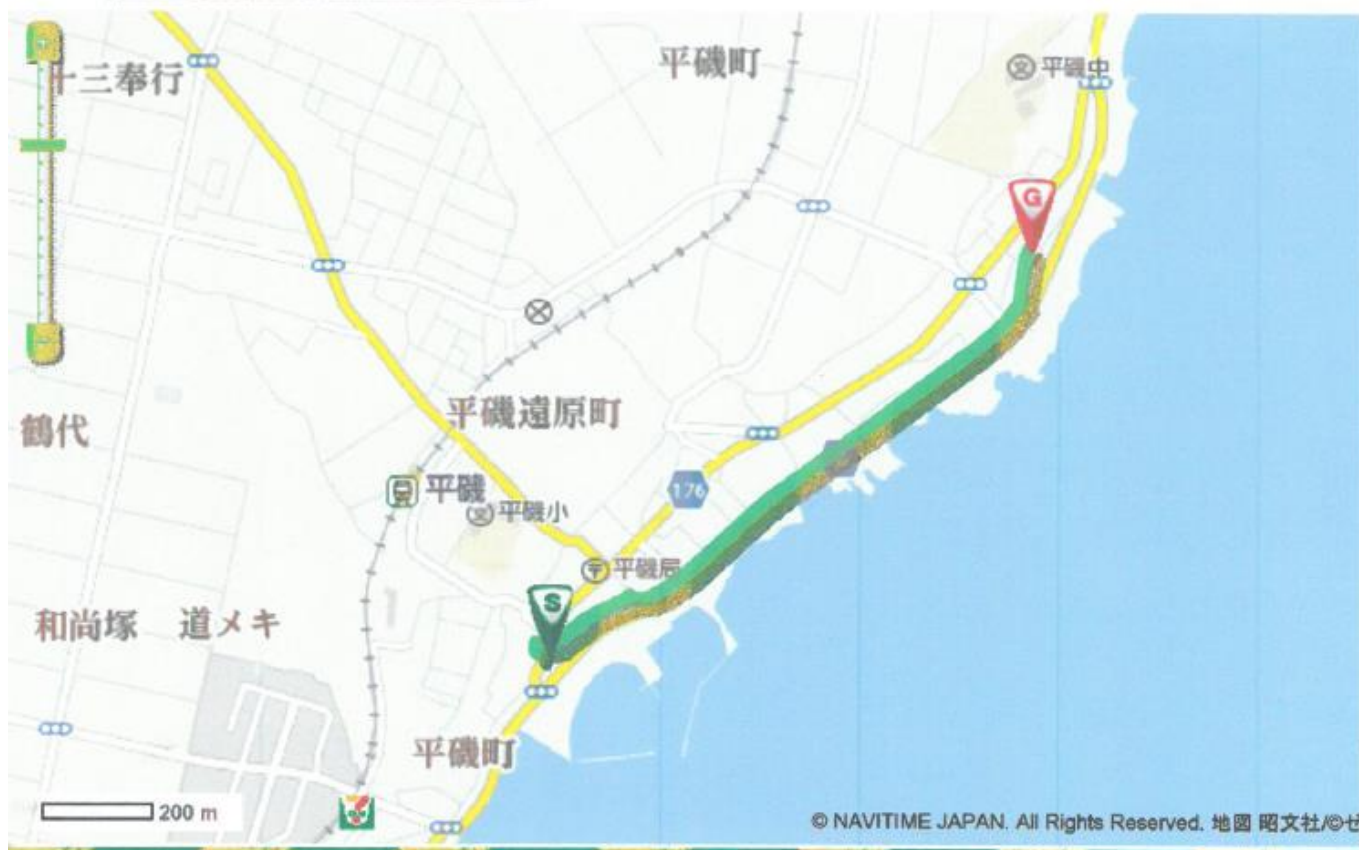 平磯町
平磯中
十三奉行
G
平磯遠原町
鶴代
平磯
176
平磯小
平磯局
S
和尚塚 道メキ
平磯町
200 m
© NAVITIME JAPAN. All Rights Reserved. 地図 昭文社/©ゼ